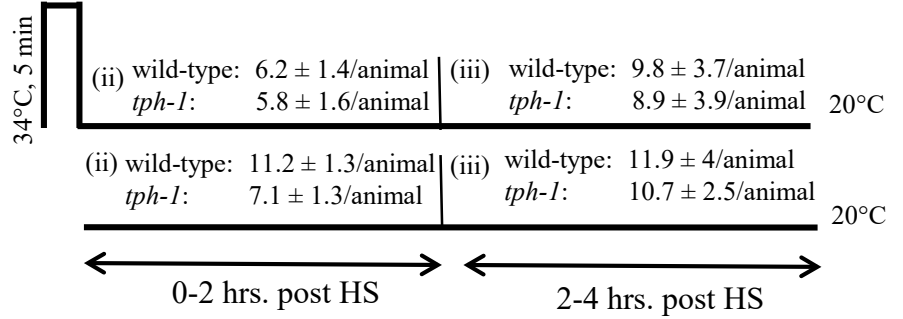 34°C, 5 min
(ii) wild-type: 6.2 ± 1.4/animal
tph-1: 5.8 ± 1.6/animal
(iii) wild-type: 9.8 ± 3.7/animal
tph-1: 8.9 ± 3.9/animal
20°C
(ii) wild-type: 11.2 ± 1.3/animal
tph-1: 7.1 ± 1.3/animal
(iii) wild-type: 11.9 ± 4/animal
tph-1: 10.7 ± 2.5/animal
20°C
0-2 hrs. post HS
2-4 hrs. post HS